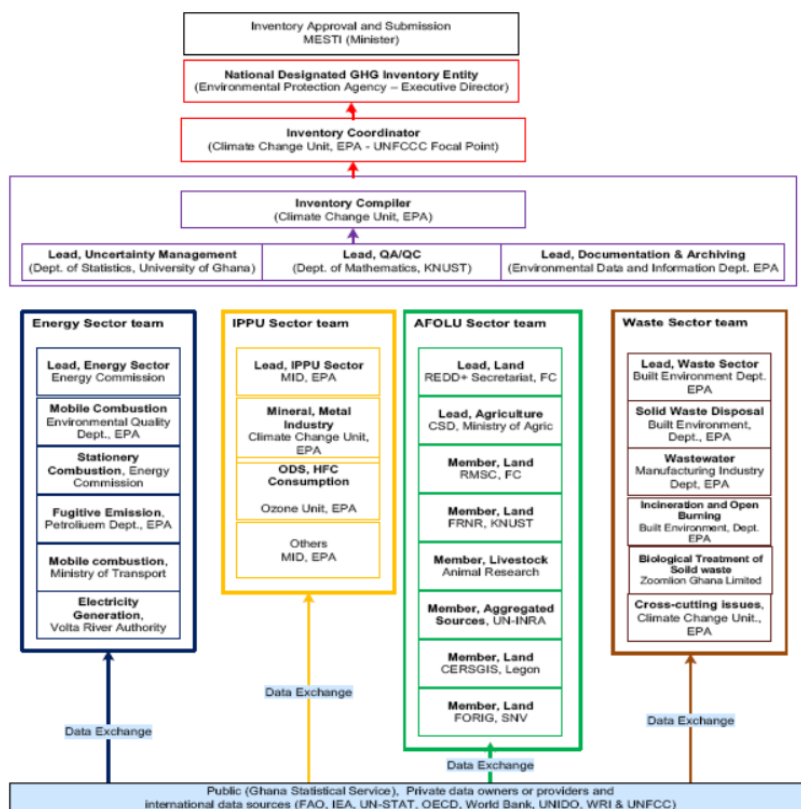 Inventory Approval and Submission
MESTI (Minister)
National Designated GHG Inventory Entity
(Environmental Protection Agency – Executive Director)
Inventory Coordinator
(Climate Change Unit, EPA - UNFCCC Focal Point)
Inventory Compiler
(Climate Change Unit, EPA)
Lead, Uncertainty Management
(Dept. of Statistics, University of Ghana)
Lead, QA/QC
(Dept. of Mathematics, KNUST)
Lead, Documentation & Archiving
(Environmental Data and Information Dept. EPA
Energy Sector team
Lead, Energy Sector
Energy Commission
Mobile Combustion
Environmental Quality
Dept., EPA
Stationery
Combustion, Energy
Commission
Fugitive Emission,
Petroliuem Dept., EPA
Mobile combustion,
Ministry of Transport
Electricity
Generation,
Volta River Authority
IPPU Sector team
Lead, IPPU Sector
MID, EPA
Mineral, Metal
Industry
Climate Change Unit,
EPA
ODS, HFC
Consumption
Ozone Unit, EPA
Others
MID, EPA
AFOLU Sector team
Lead, Land
REDD+ Secretariat, FC
Lead, Agriculture
CSD, Ministry of Agric
Member, Land
RMSC, FC
Member, Land
FRNR, KNUST
Member, Livestock
Animal Research
Member, Aggregated
Sources, UN-INRA
Member, Land
CERSGIS, Legon
Member, Land
FORIG, SNV
Waste Sector team
Lead, Waste Sector
Built Environment Dept.
EPA
Solid Waste Disposal
Built Environment,
Dept., EPA
Wastewater
Manufacturing Industry
Dept, EPA
Incineration and Open
Burning
Built Environment, Dept.
EPA
Biological Treatment of
Soild waste
Zoomlion Ghana Limited
Cross-cutting issues,
Climate Change Unit.,
EPA
Data Exchange
Data Exchange
Data Exchange
Data Exchange
Public (Ghana Statistical Service), Private data owners or providers and
international data sources (FAO, IEA, UN-STAT, OECD, World Bank, UNIDO, WRI & UNFCC)